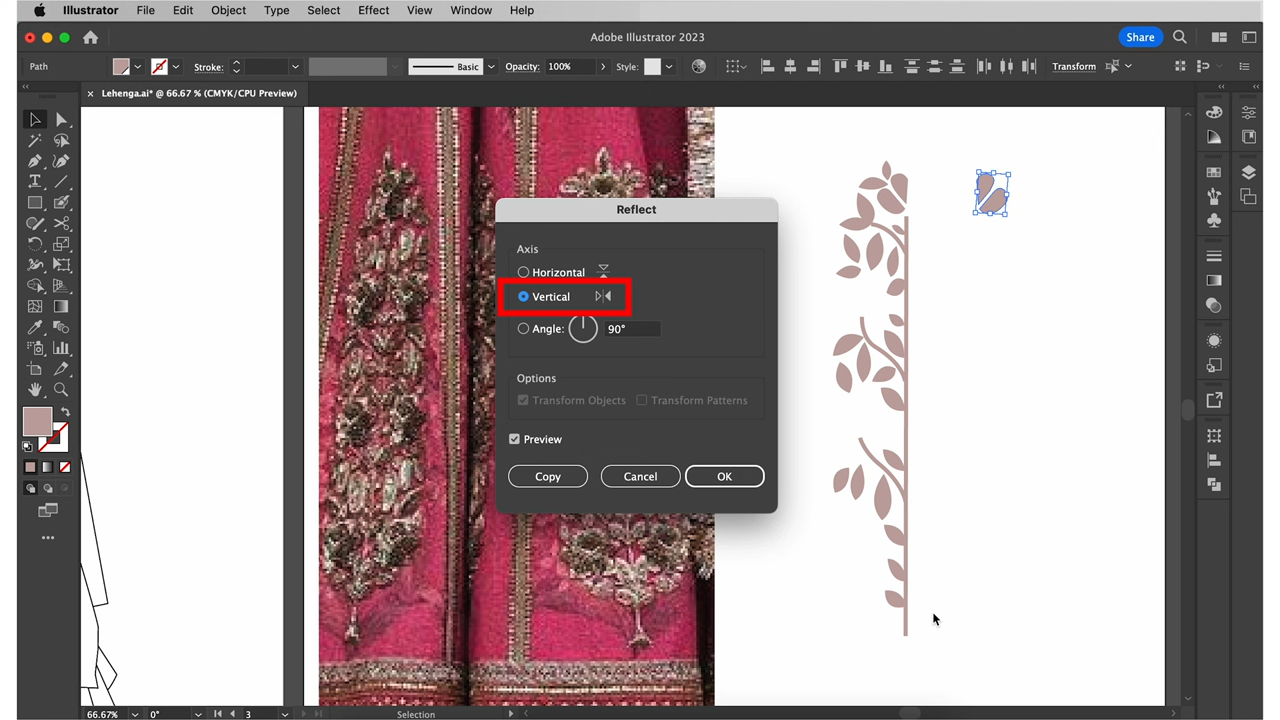 Illustrator File Edit Object Type Select Effect View Window Help
Adobe Illustrator 2023
Share
Path
Stroke:
Basic
Opacity: 100%
Style:
Transform
× Lehenga.ai* @ 66.67 % (CMYK/CPU Preview)
Reflect
Axis
Horizontal
Vertical
Angle: 90°
Options
Transform Objects Transform Patterns
Preview
Copy Cancel OK
66.67% 0° 3 Selection